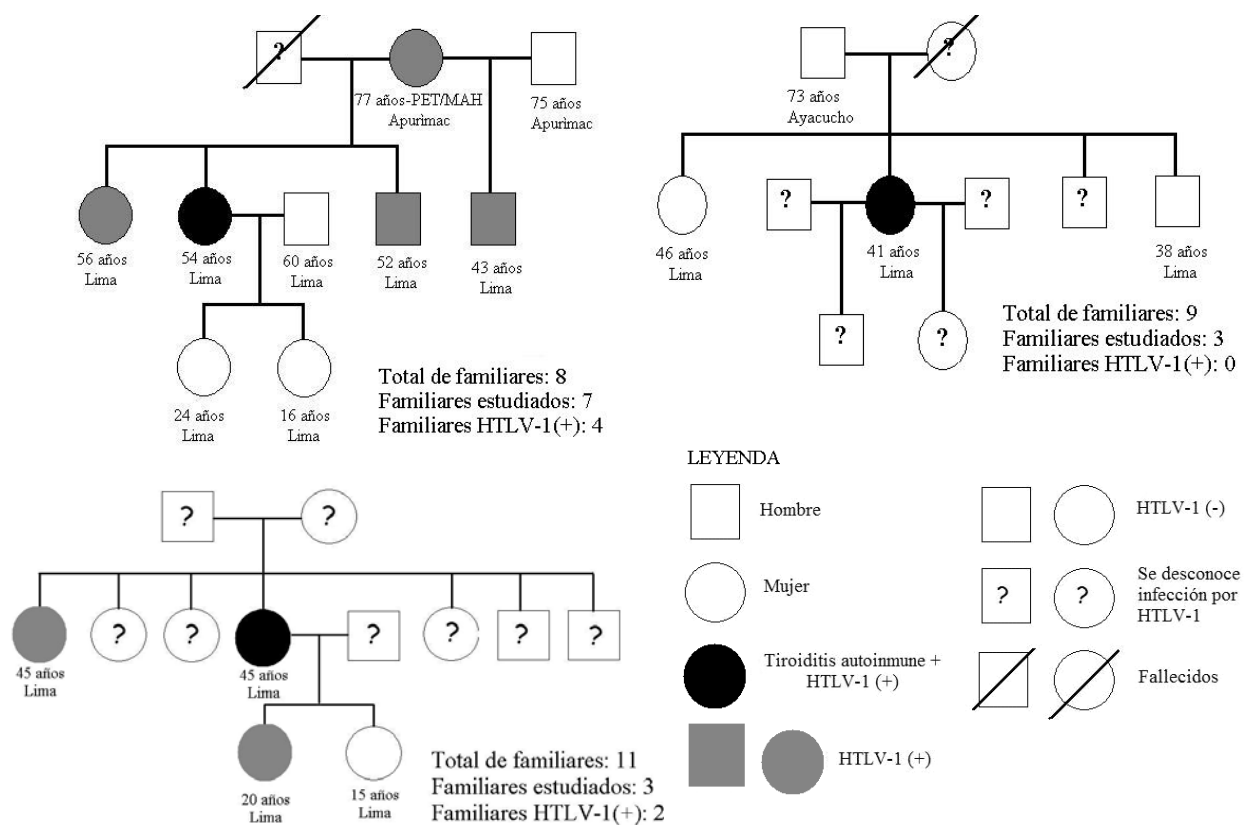 ?
77 años-PET/MAH
Apurìmac
75 años
Apurìmac
56 años
Lima
54 años
Lima
60 años
Lima
52 años
Lima
43 años
Lima
24 años
Lima
16 años
Lima
Total de familiares: 8
Familiares estudiados: 7
Familiares HTLV-1(+): 4
?
73 años
Ayacucho
?
?
?
46 años
Lima
41 años
Lima
38 años
Lima
?
?
Total de familiares: 9
Familiares estudiados: 3
Familiares HTLV-1(+): 0
?
?
?
?
?
?
?
?
45 años
Lima
45 años
Lima
20 años
Lima
15 años
Lima
Total de familiares: 11
Familiares estudiados: 3
Familiares HTLV-1(+): 2
LEYENDA
Hombre
HTLV-1 (-)
Mujer
?
?
Se desconoce
infección por
HTLV-1
Tiroiditis autoinmune +
HTLV-1 (+)
Fallecidos
HTLV-1 (+)